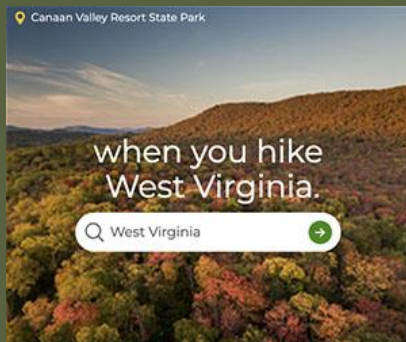 Canaan Valley Resort State Park
when you hike
West Virginia.
West Virginia